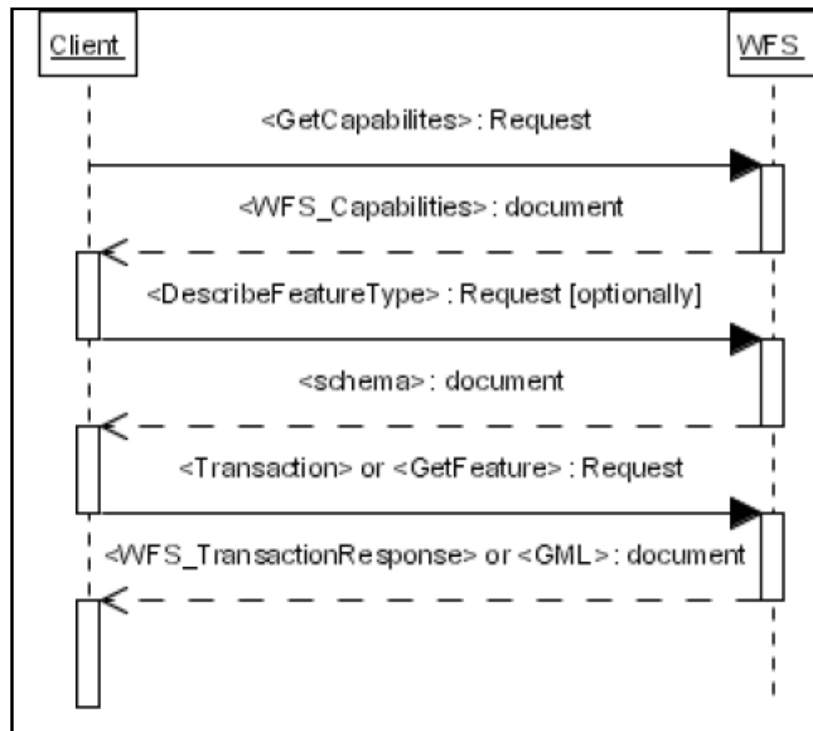 Client
WFS
<GetCapabilites> : Request
<WFS_Capabilities> : document
<DescribeFeatureType> : Request [optionally]
<schema> : document
<Transaction> or <GetFeature> : Request
<WFS_TransactionResponse> or <GML> : document